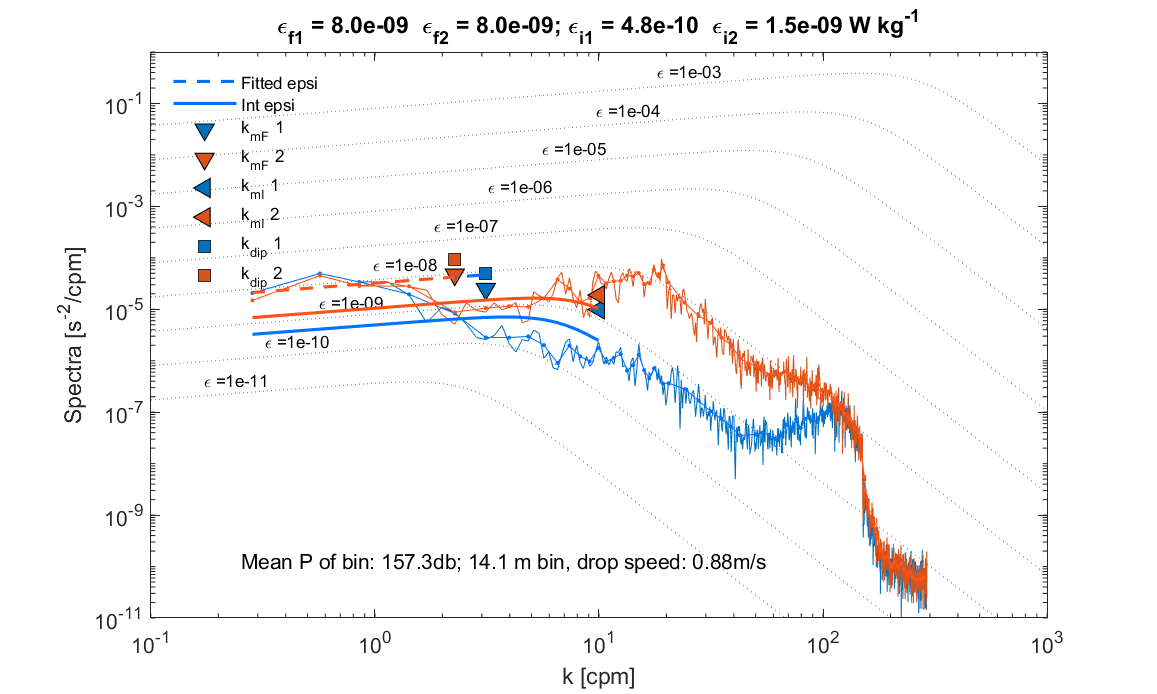 ϵf1 = 8.0e-09 ϵf2 = 8.0e-09; ϵi1 = 4.8e-10 ϵi2 = 1.5e-09 W kg-1
Fitted epsi
Int epsi
kmF 1
kmF 2
kmI 1
kmI 2
kdip 1
kdip 2
ϵ =1e-03
ϵ =1e-04
ϵ =1e-05
ϵ =1e-06
ϵ =1e-07
ϵ =1e-08
ϵ =1e-09
ϵ =1e-10
ϵ =1e-11
Mean P of bin: 157.3db; 14.1 m bin, drop speed: 0.88m/s
Spectra [s-2/cpm]
10-1
10-3
10-5
10-7
10-9
10-11
10-1
100
101
102
103
k [cpm]